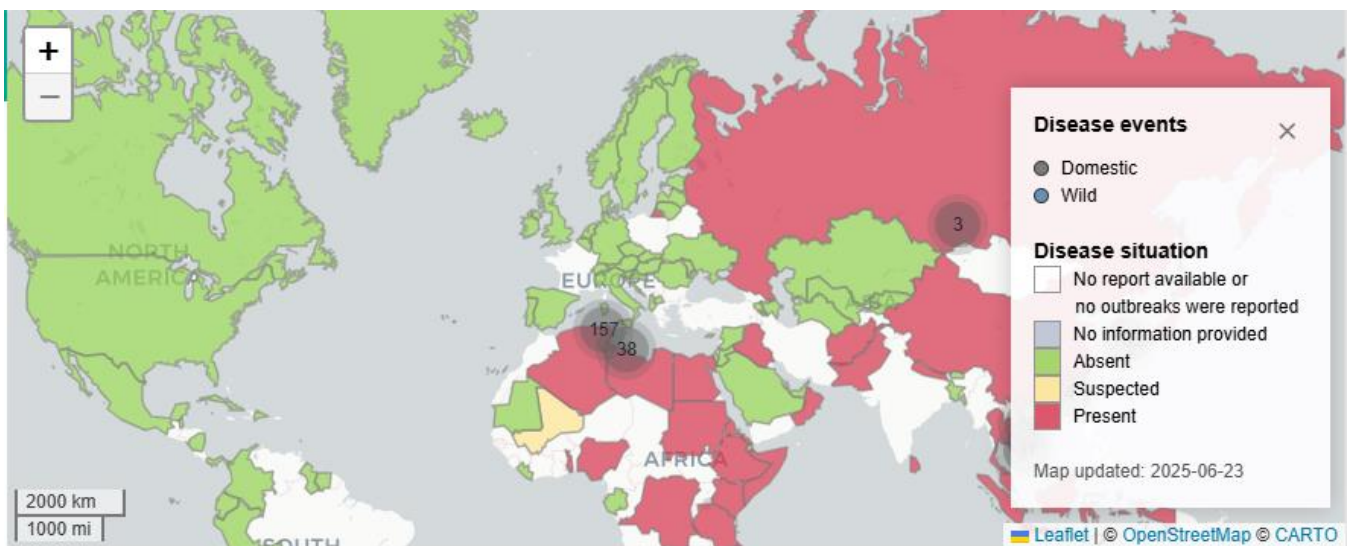 +
−
NORTH
AMERICA
EUROPE
ASIA
AFRICA
SOUTH
157
38
3
2000 km
1000 mi
Disease events
×
Domestic
Wild
Disease situation
No report available or
no outbreaks were reported
No information provided
Absent
Suspected
Present
Map updated: 2025-06-23
Leaflet | © OpenStreetMap © CARTO